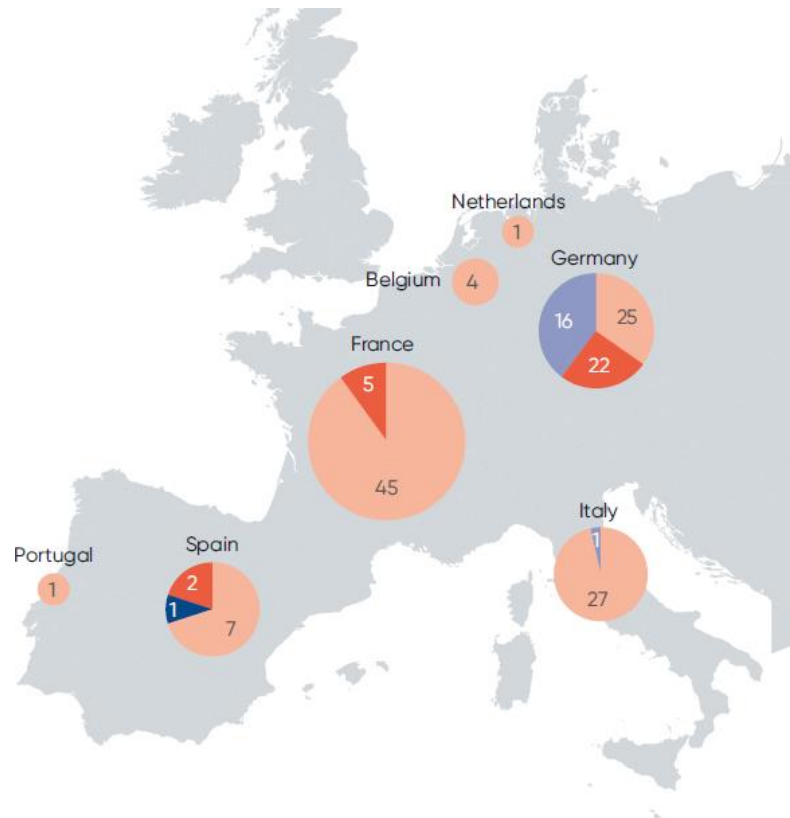 Netherlands
1
Belgium
4
Germany
16
25
22
France
5
45
Italy
1
27
Portugal
1
Spain
2
1
7